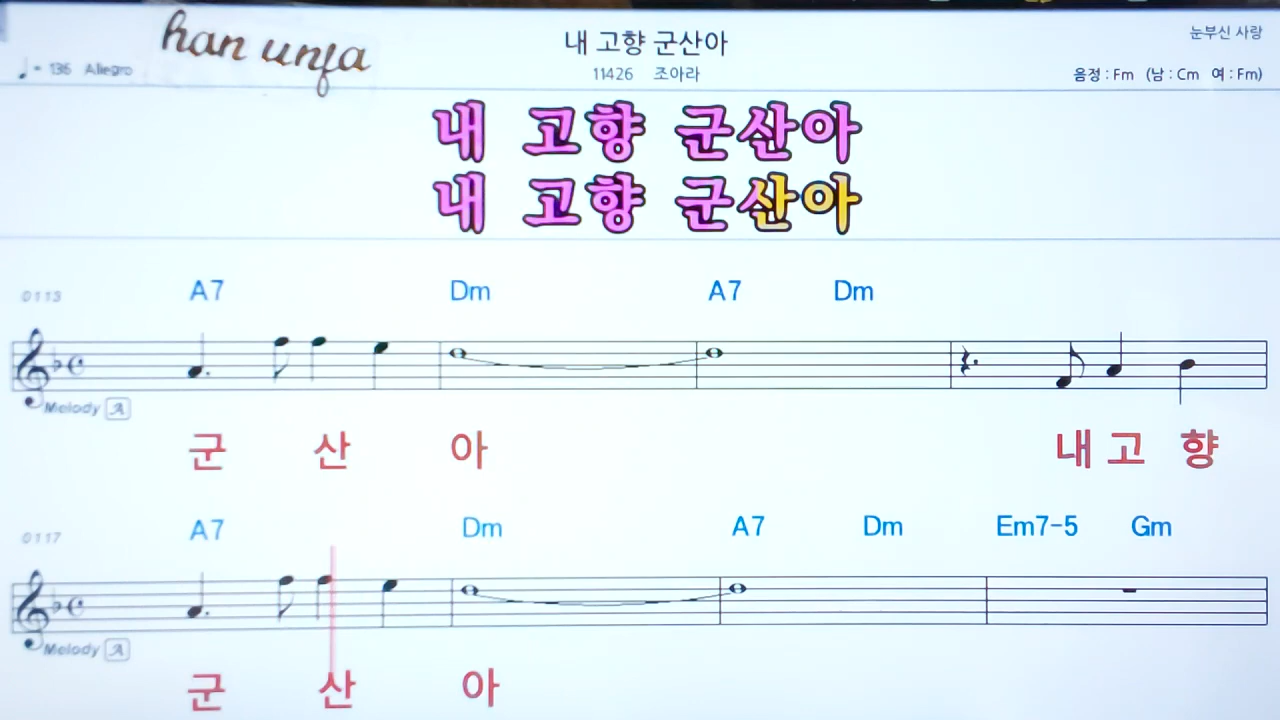 han unfa
내 고향 군산아
눈부신 사랑
♩= 136 Allegro
11426 조아라
음정 : Fm (남 : Cm 여 : Fm)
내 고향 군산아
내 고향 군산아
0113 A7 Dm A7 Dm
Melody A
군 산 아 내 고 향
0117 A7 Dm A7 Dm Em7-5 Gm
Melody A
군 산 아